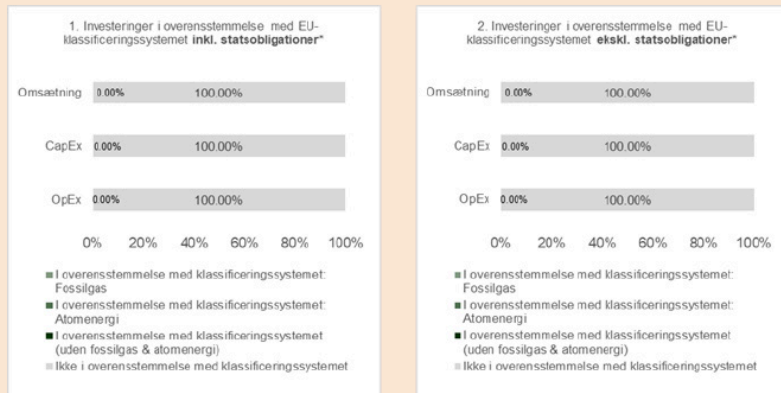 1. Investeringer i overensstemmelse med EU-
klassificeringssystemet inkl. statsobligationer*
Omsætning 0.00% 100.00%
CapEx 0.00% 100.00%
OpEx 0.00% 100.00%
0% 20% 40% 60% 80% 100%
I overensstemmelse med klassificeringssystemet:
Fossilgas
I overensstemmelse med klassificeringssystemet:
Atomenergi
I overensstemmelse med klassificeringssystemet
(uden fossilgas & atomenergi)
Ikke i overensstemmelse med klassificeringssystemet
2. Investeringer i overensstemmelse med EU-
klassificeringssystemet ekskl. statsobligationer*
Omsætning 0.00% 100.00%
CapEx 0.00% 100.00%
OpEx 0.00% 100.00%
0% 20% 40% 60% 80% 100%
I overensstemmelse med klassificeringssystemet:
Fossilgas
I overensstemmelse med klassificeringssystemet:
Atomenergi
I overensstemmelse med klassificeringssystemet
(uden fossilgas & atomenergi)
Ikke i overensstemmelse med klassificeringssystemet